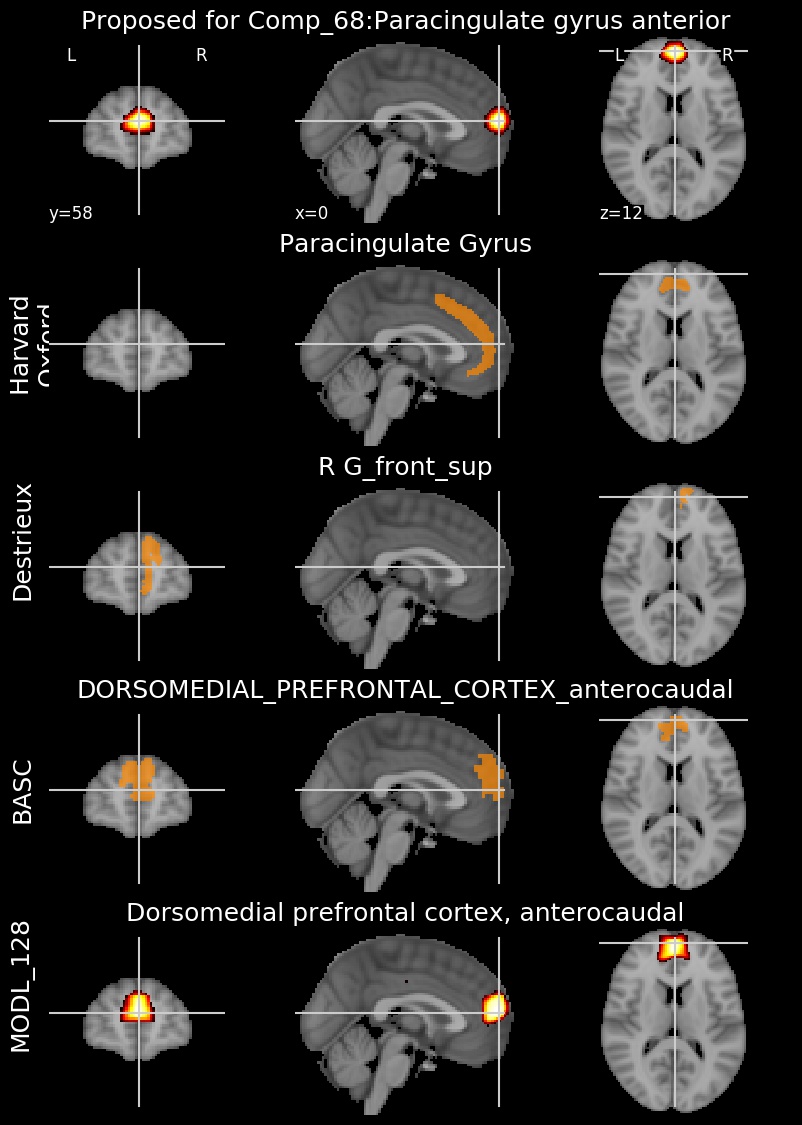 Proposed for Comp_68:Paracingulate gyrus anterior
L R L R
y=58 x=0 z=12
Paracingulate Gyrus
Harvard
Oxford
R G_front_sup
Destrieux
DORSOMEDIAL_PREFRONTAL_CORTEX_anterocaudal
BASC
Dorsomedial prefrontal cortex, anterocaudal
MODL_128